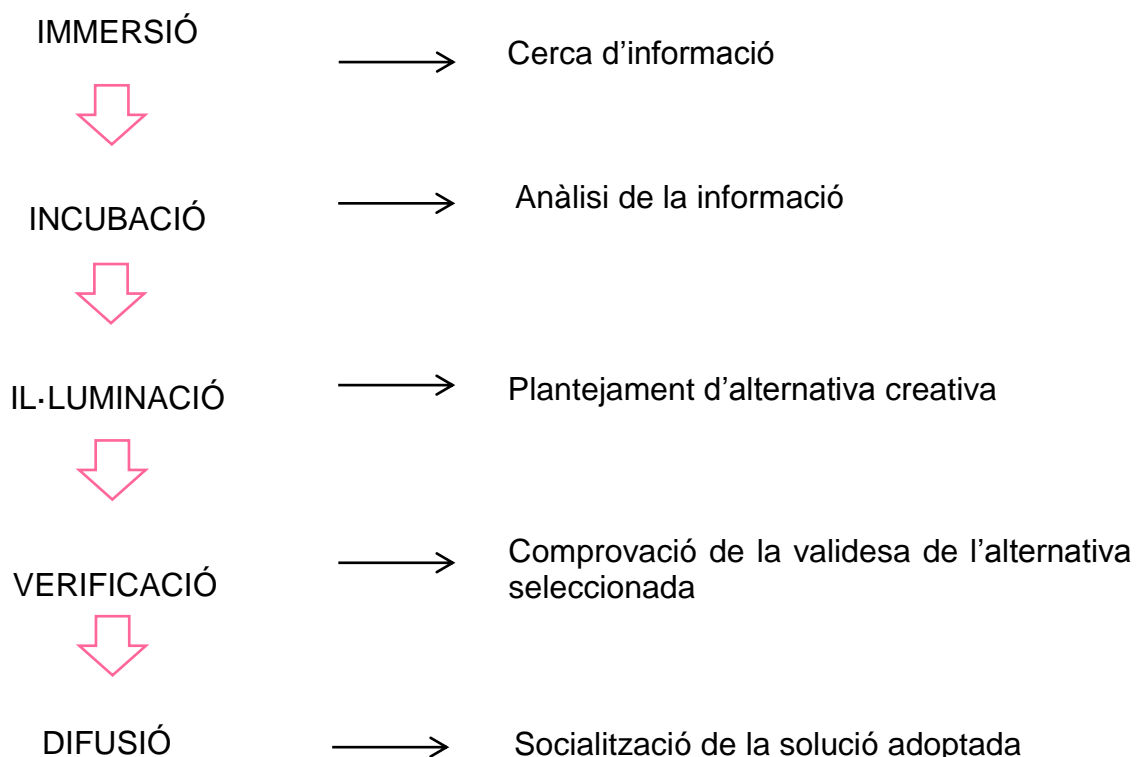 IMMERSIÓ
Cerca d’informació
INCUBACIÓ
Anàlisi de la informació
IL·LUMINACIÓ
Plantejament d’alternativa creativa
VERIFICACIÓ
Comprovació de la validesa de l’alternativa
seleccionada
DIFUSIÓ
Socialització de la solució adoptada